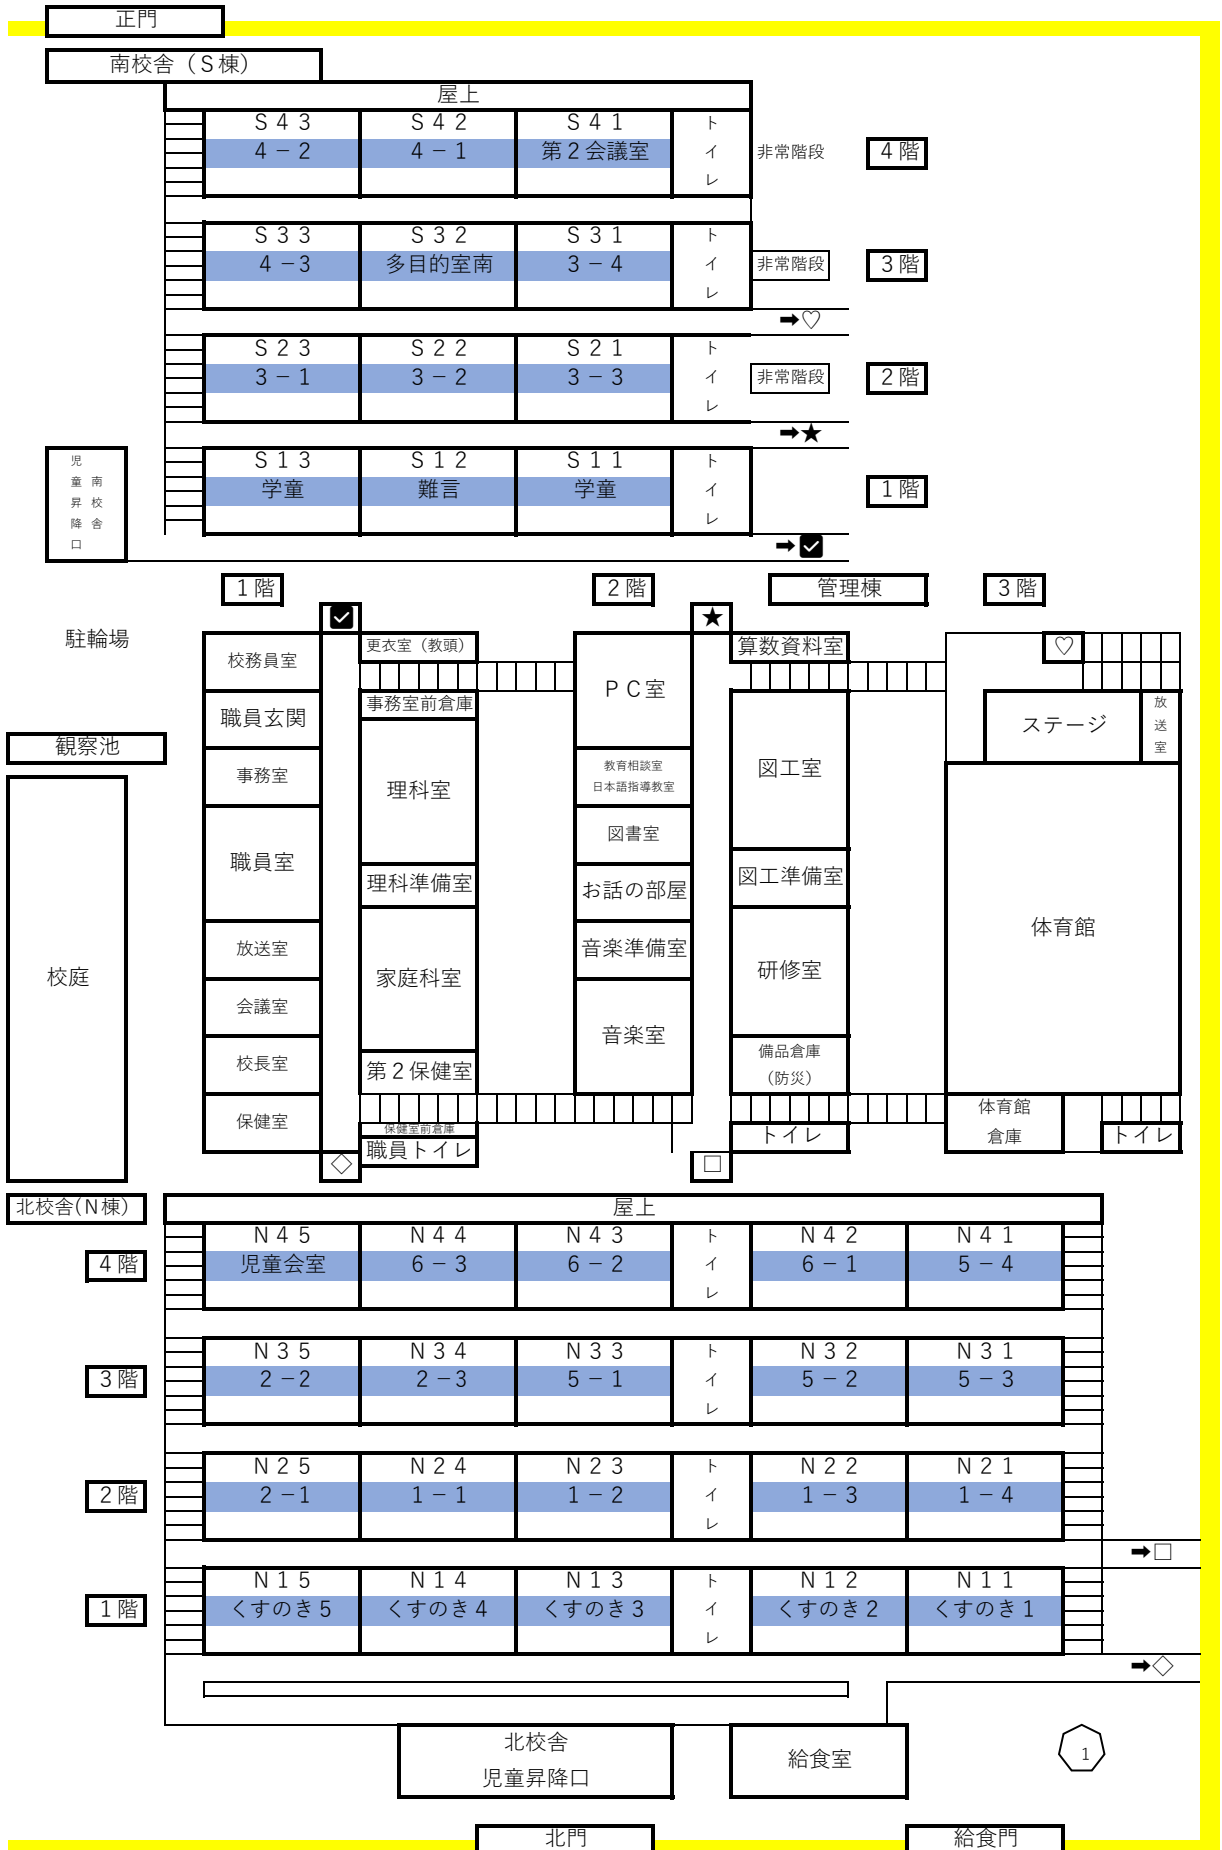 正門
南校舎（S棟）
屋上
S43 S42 S41 トイレ
4－2 4－1 第2会議室 非常階段 4階
S33 S32 S31 トイレ
4－3 多目的室南 3－4 非常階段 3階
➡♡
S23 S22 S21 トイレ
3－1 3－2 3－3 非常階段 2階
➡★
S13 S12 S11 トイレ
学童 難言 学童 1階
南校舎
児童昇降口
➡☑
1階 2階 管理棟 3階
☑ ★ ♡
駐輪場
校務員室
職員玄関
事務室
職員室
放送室
会議室
校長室
保健室
◇
更衣室（教頭）
事務室前倉庫
理科室
理科準備室
家庭科室
第2保健室
保健室前倉庫
職員トイレ
PC室
教育相談室
日本語指導教室
図書室
お話の部屋
音楽準備室
音楽室
□
算数資料室
図工室
図工準備室
研修室
備品倉庫
（防災）
トイレ
ステージ
放送室
体育館
体育館
倉庫
トイレ
観察池
校庭
北校舎(N棟)
屋上
N45 N44 N43 トイレ N42 N41
4階 児童会室 6－3 6－2 6－1 5－4
N35 N34 N33 トイレ N32 N31
3階 2－2 2－3 5－1 5－2 5－3
N25 N24 N23 トイレ N22 N21
2階 2－1 1－1 1－2 1－3 1－4
➡□
N15 N14 N13 トイレ N12 N11
1階 くすのき5 くすのき4 くすのき3 くすのき2 くすのき1
➡◇
北校舎
児童昇降口
給食室
1
北門 給食門